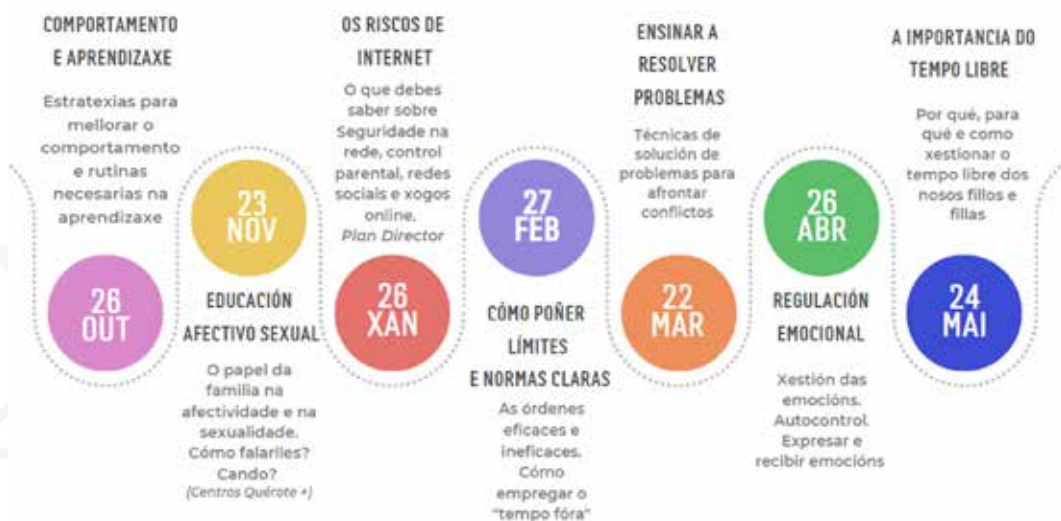 COMPORTAMENTO
E APRENDIZAXE
Estratexias para
mellorar o
comportamento
e rutinas
necesarias na
aprendizaxe
26
OUT
23
NOV
EDUCACIÓN
AFECTIVO SEXUAL
O papel da
familia na
afectividade e na
sexualidade.
Cómo falarlles?
Cando?
(Centros Quérote +)
OS RISCOS DE
INTERNET
O que debes
saber sobre
Seguridade na
rede, control
parental, redes
sociais e xogos
online.
Plan Director
26
XAN
27
FEB
CÓMO POÑER
LÍMITES
E NORMAS CLARAS
As órdenes
eficaces e
ineficaces.
Cómo
empregar o
"tempo fóra"
ENSINAR A
RESOLVER
PROBLEMAS
Técnicas de
solución de
problemas para
afrontar
conflictos
22
MAR
26
ABR
REGULACIÓN
EMOCIONAL
Xestión das
emocións.
Autocontrol.
Expresar e
recibir emocións
A IMPORTANCIA DO
TEMPO LIBRE
Por qué, para
qué e como
xestionar o
tempo libre dos
nosos fillos e
fillas
24
MAI